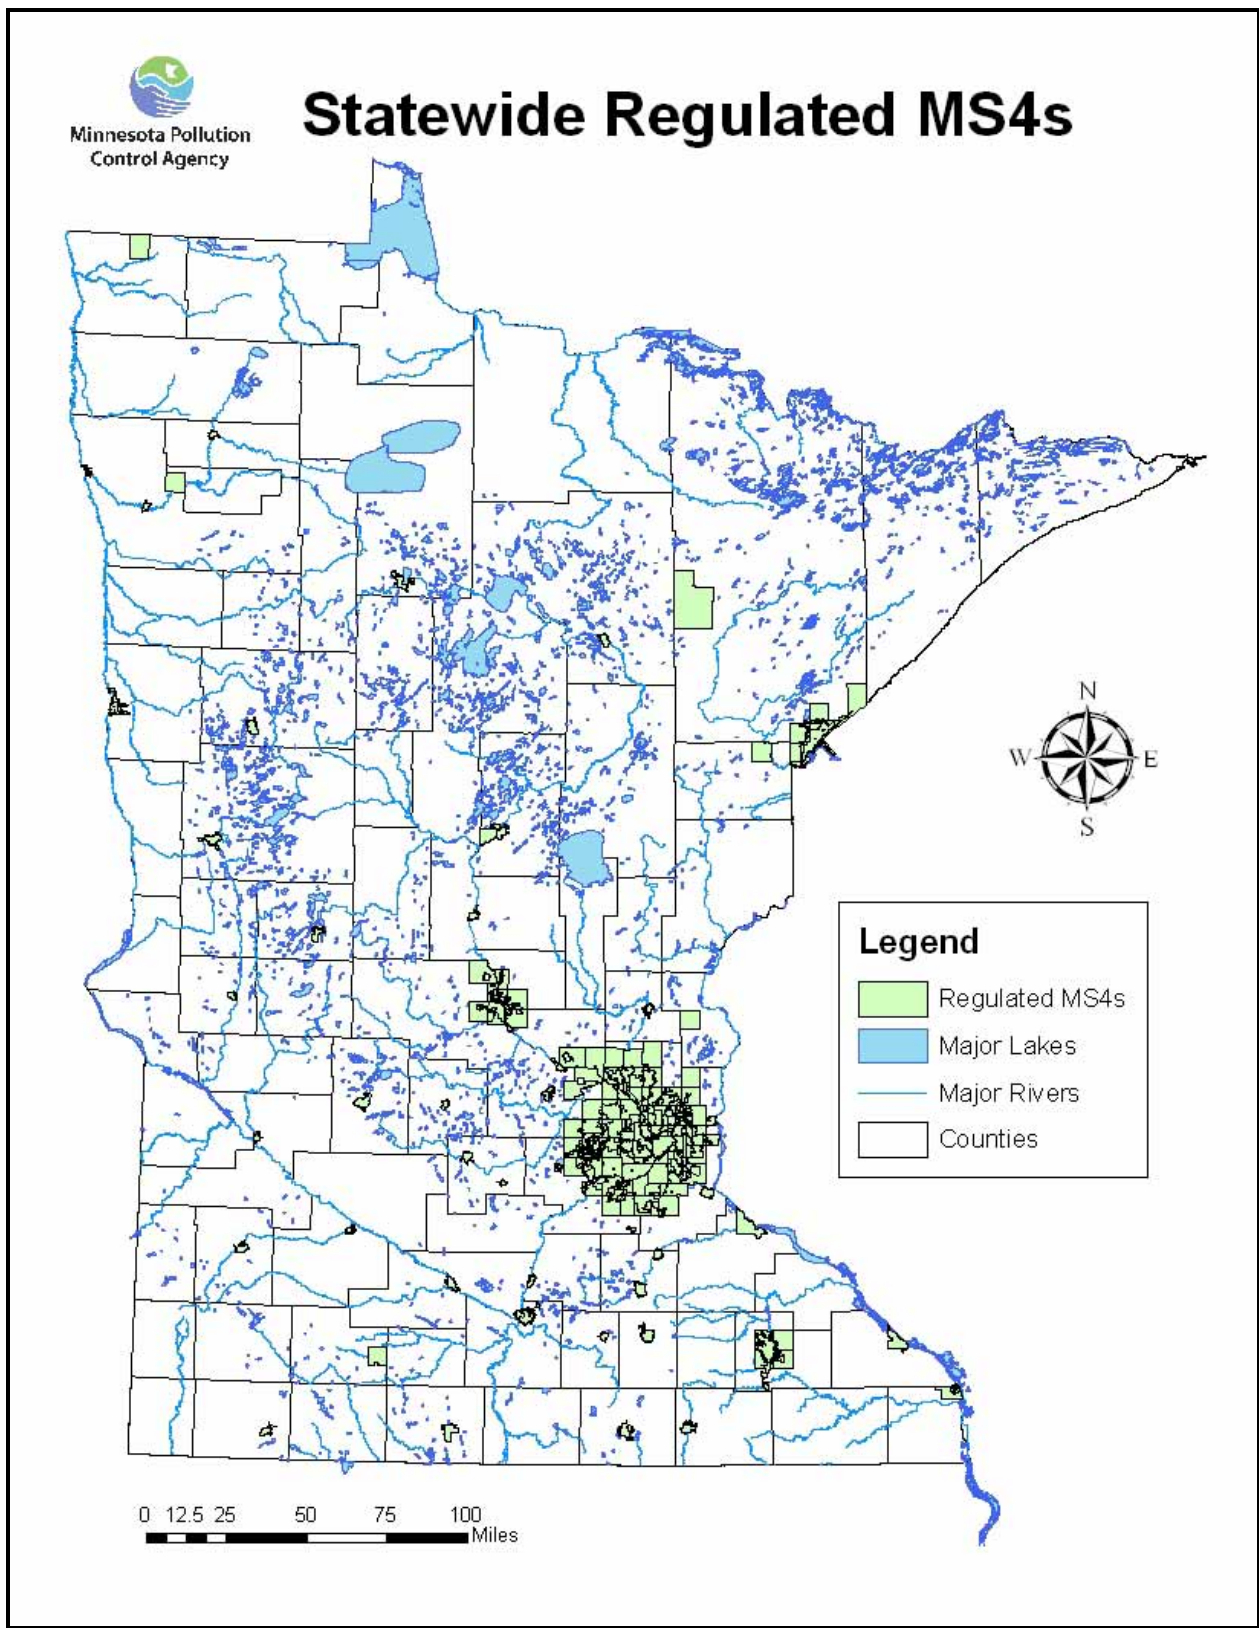 Minnesota Pollution
Control Agency
Statewide Regulated MS4s
N
W
E
S
Legend
Regulated MS4s
Major Lakes
Major Rivers
Counties
0 12.5 25 50 75 100
Miles